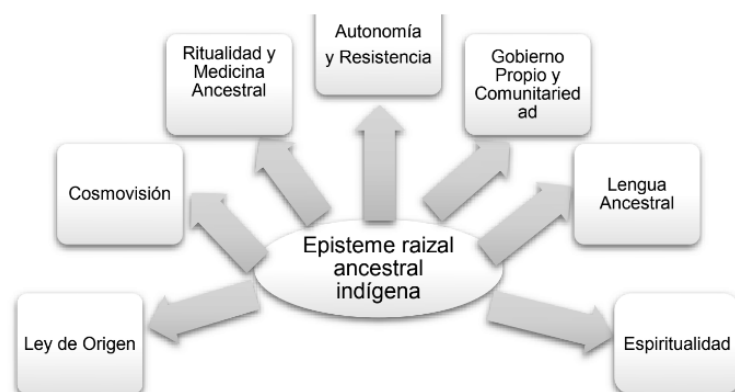 Autonomía
y Resistencia
Ritualidad y
Medicina
Ancestral
Gobierno
Propio y
Comunitaried
ad
Cosmovisión
Lengua
Ancestral
Episteme raizal
ancestral
indígena
Ley de Origen
Espiritualidad